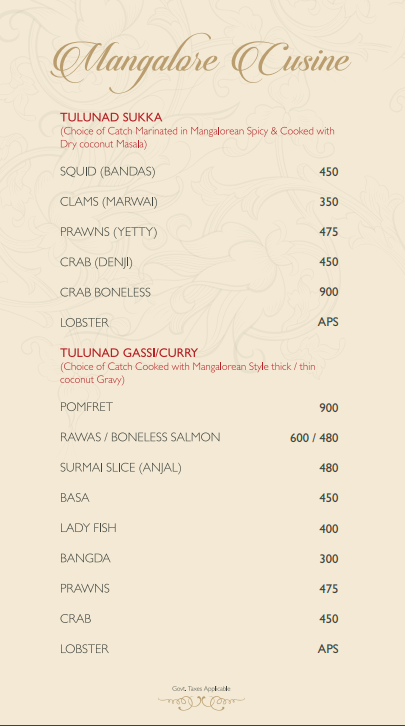 Mangalore Cusine
TULUNAD SUKKA
(Choice of Catch Marinated in Mangalorean Spicy & Cooked with
Dry coconut Masala)
SQUID (BANDAS) 450
CLAMS (MARWAI) 350
PRAWNS (YETTY) 475
CRAB (DENJI) 450
CRAB BONELESS 900
LOBSTER APS
TULUNAD GASSI/CURRY
(Choice of Catch Cooked with Mangalorean Style thick / thin
coconut Gravy)
POMFRET 900
RAWAS / BONELESS SALMON 600 / 480
SURMAI SLICE (ANJAL) 480
BASA 450
LADY FISH 400
BANGDA 300
PRAWNS 475
CRAB 450
LOBSTER APS
Govt. Taxes Applicable